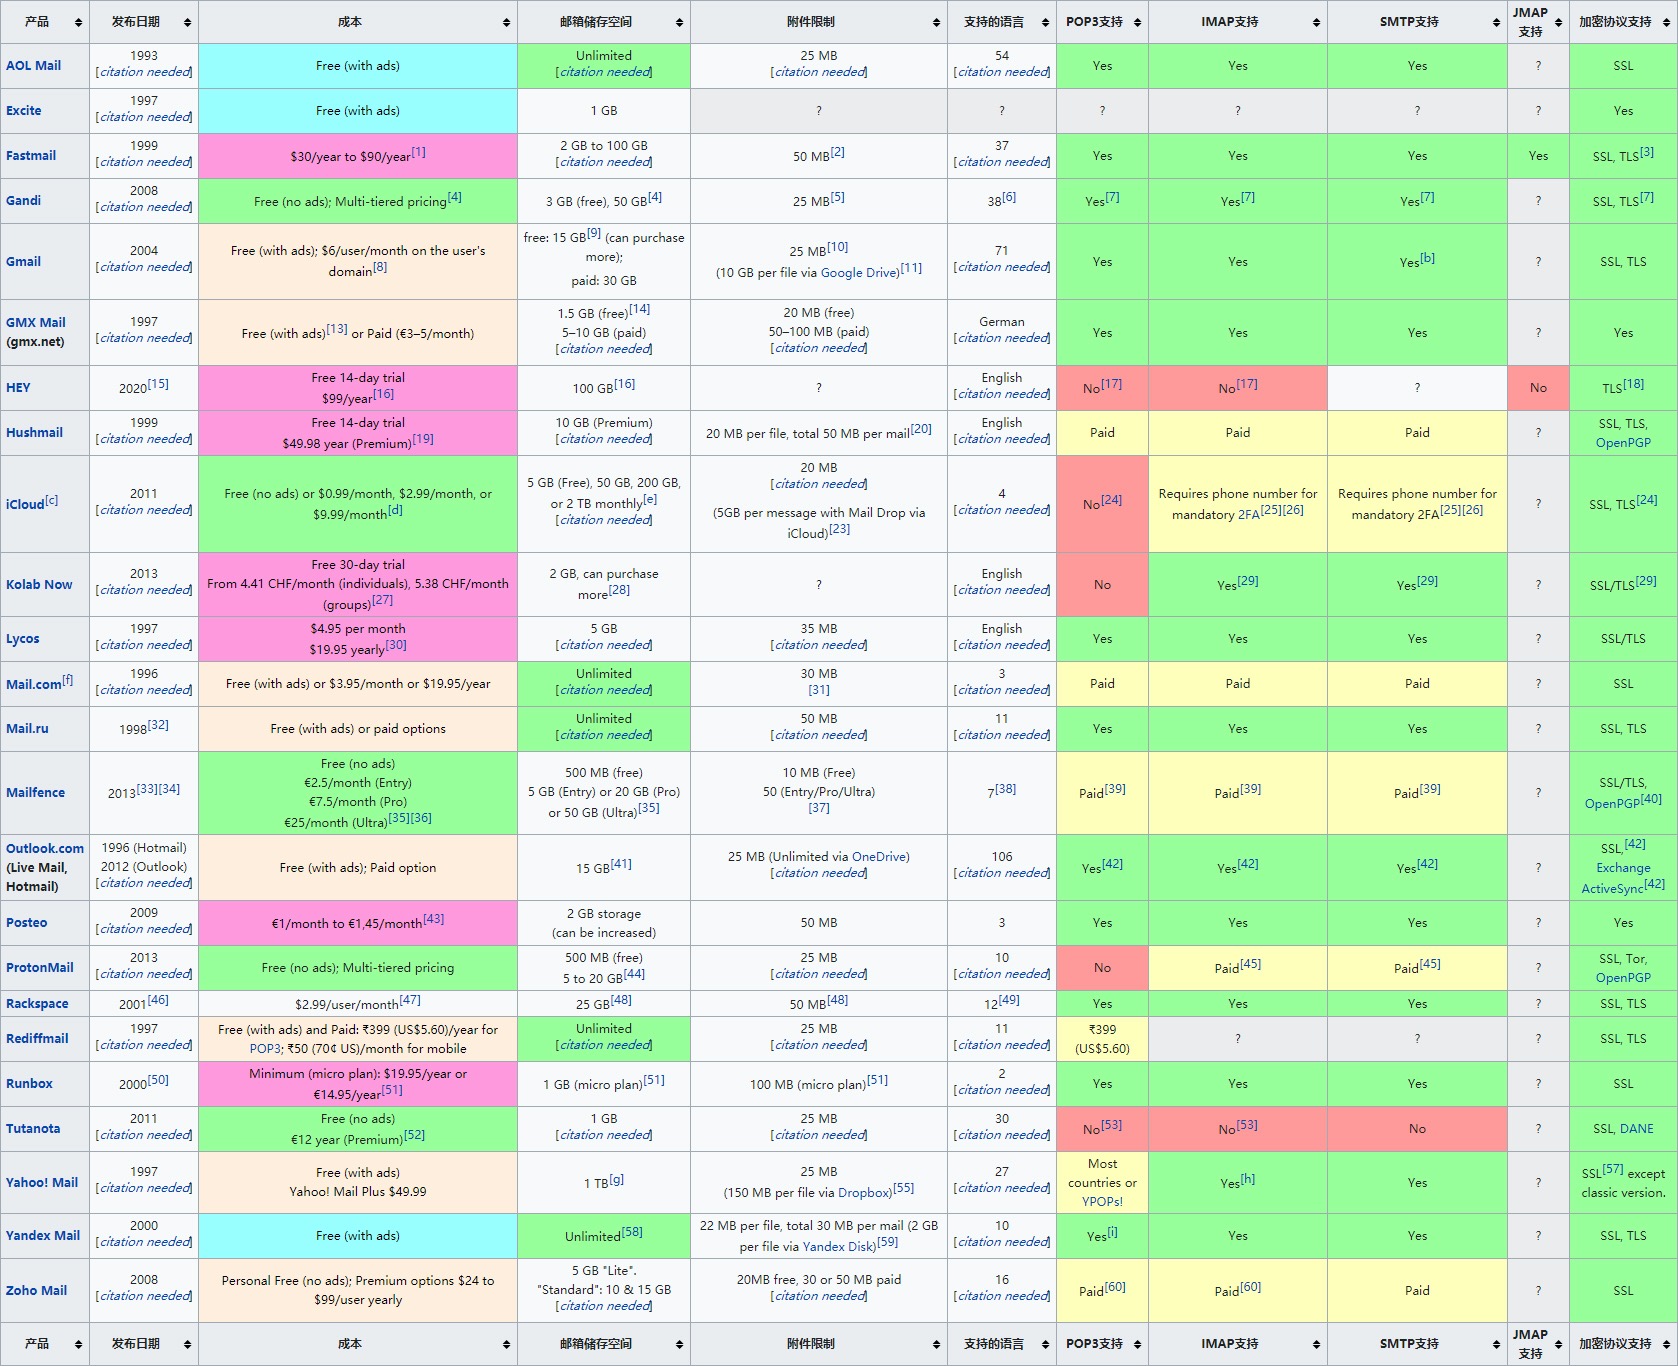 产品 发布日期 成本 邮箱储存空间 附件限制 支持的语言 POP3支持 IMAP支持 SMTP支持 JMAP支持 加密协议支持
AOL Mail 1993 [citation needed] Free (with ads) Unlimited [citation needed] 25 MB [citation needed] 54 [citation needed] Yes Yes Yes ? SSL
Excite 1997 [citation needed] Free (with ads) 1 GB ? ? ? ? ? ? Yes
Fastmail 1999 [citation needed] $30/year to $90/year[1] 2 GB to 100 GB [citation needed] 50 MB[2] 37 [citation needed] Yes Yes Yes Yes SSL, TLS[3]
Gandi 2008 [citation needed] Free (no ads); Multi-tiered pricing[4] 3 GB (free), 50 GB[4] 25 MB[5] 38[6] Yes[7] Yes[7] Yes[7] ? SSL, TLS[7]
Gmail 2004 [citation needed] Free (with ads); $6/user/month on the user's domain[8] free: 15 GB[9] (can purchase more); paid: 30 GB 25 MB[10] (10 GB per file via Google Drive)[11] 71 [citation needed] Yes Yes Yes[b] ? SSL, TLS
GMX Mail (gmx.net) 1997 [citation needed] Free (with ads)[13] or Paid (€3–5/month) 1.5 GB (free)[14] 5–10 GB (paid) [citation needed] 20 MB (free) 50–100 MB (paid) [citation needed] German [citation needed] Yes Yes Yes ? Yes
HEY 2020[15] Free 14-day trial $99/year[16] 100 GB[16] ? English [citation needed] No[17] No[17] ? No TLS[18]
Hushmail 1999 [citation needed] Free 14-day trial $49.98 year (Premium)[19] 10 GB (Premium) [citation needed] 20 MB per file, total 50 MB per mail[20] English [citation needed] Paid Paid Paid ? SSL, TLS, OpenPGP
iCloud[c] 2011 [citation needed] Free (no ads) or $0.99/month, $2.99/month, or $9.99/month[d] 5 GB (Free), 50 GB, 200 GB, or 2 TB monthly[e] [citation needed] 20 MB [citation needed] (5GB per message with Mail Drop via iCloud)[23] 4 [citation needed] No[24] Requires phone number for mandatory 2FA[25][26] Requires phone number for mandatory 2FA[25][26] ? SSL, TLS[24]
Kolab Now 2013 [citation needed] Free 30-day trial From 4.41 CHF/month (individuals), 5.38 CHF/month (groups)[27] 2 GB, can purchase more[28] ? English [citation needed] No Yes[29] Yes[29] ? SSL/TLS[29]
Lycos 1997 [citation needed] $4.95 per month $19.95 yearly[30] 5 GB [citation needed] 35 MB [citation needed] English [citation needed] Yes Yes Yes ? SSL/TLS
Mail.com[f] 1996 [citation needed] Free (with ads) or $3.95/month or $19.95/year Unlimited [citation needed] 30 MB [31] 3 [citation needed] Paid Paid Paid ? SSL
Mail.ru 1998[32] Free (with ads) or paid options Unlimited [citation needed] 50 MB [citation needed] 11 [citation needed] Yes Yes Yes ? SSL, TLS
Mailfence 2013[33][34] Free (no ads) €2.5/month (Entry) €7.5/month (Pro) €25/month (Ultra)[35][36] 500 MB (free) 5 GB (Entry) or 20 GB (Pro) or 50 GB (Ultra)[35] 10 MB (Free) 50 (Entry/Pro/Ultra) [37] 7[38] Paid[39] Paid[39] Paid[39] ? SSL/TLS, OpenPGP[40]
Outlook.com (Live Mail, Hotmail) 1996 (Hotmail) 2012 (Outlook) [citation needed] Free (with ads); Paid option 15 GB[41] 25 MB (Unlimited via OneDrive) [citation needed] 106 [citation needed] Yes[42] Yes[42] Yes[42] ? SSL,[42] Exchange ActiveSync[42]
Posteo 2009 [citation needed] €1/month to €1,45/month[43] 2 GB storage (can be increased) 50 MB 3 Yes Yes Yes ? Yes
ProtonMail 2013 [citation needed] Free (no ads); Multi-tiered pricing 500 MB (free) 5 to 20 GB[44] 25 MB [citation needed] 10 [citation needed] No Paid[45] Paid[45] ? SSL, Tor, OpenPGP
Rackspace 2001[46] $2.99/user/month[47] 25 GB[48] 50 MB[48] 12[49] Yes Yes Yes ? SSL, TLS
Rediffmail 1997 [citation needed] Free (with ads) and Paid: ₹399 (US$5.60)/year for POP3; ₹50 (70¢ US)/month for mobile Unlimited [citation needed] 25 MB [citation needed] 11 [citation needed] ₹399 (US$5.60) ? ? ? SSL, TLS
Runbox 2000[50] Minimum (micro plan): $19.95/year or €14.95/year[51] 1 GB (micro plan)[51] 100 MB (micro plan)[51] 2 [citation needed] Yes Yes Yes ? SSL
Tutanota 2011 [citation needed] Free (no ads) €12 year (Premium)[52] 1 GB [citation needed] 25 MB [citation needed] 30 [citation needed] No[53] No[53] No ? SSL, DANE
Yahoo! Mail 1997 [citation needed] Free (with ads) Yahoo! Mail Plus $49.99 1 TB[g] 25 MB (150 MB per file via Dropbox)[55] 27 [citation needed] Most countries or YPOPs! Yes[h] Yes ? SSL[57] except classic version.
Yandex Mail 2000 [citation needed] Free (with ads) Unlimited[58] 22 MB per file, total 30 MB per mail (2 GB per file via Yandex Disk)[59] 10 [citation needed] Yes[i] Yes Yes ? SSL, TLS
Zoho Mail 2008 [citation needed] Personal Free (no ads); Premium options $24 to $99/user yearly 5 GB "Lite". "Standard": 10 & 15 GB [citation needed] 20MB free, 30 or 50 MB paid [citation needed] 16 [citation needed] Paid[60] Paid[60] Paid ? SSL
产品 发布日期 成本 邮箱储存空间 附件限制 支持的语言 POP3支持 IMAP支持 SMTP支持 JMAP支持 加密协议支持